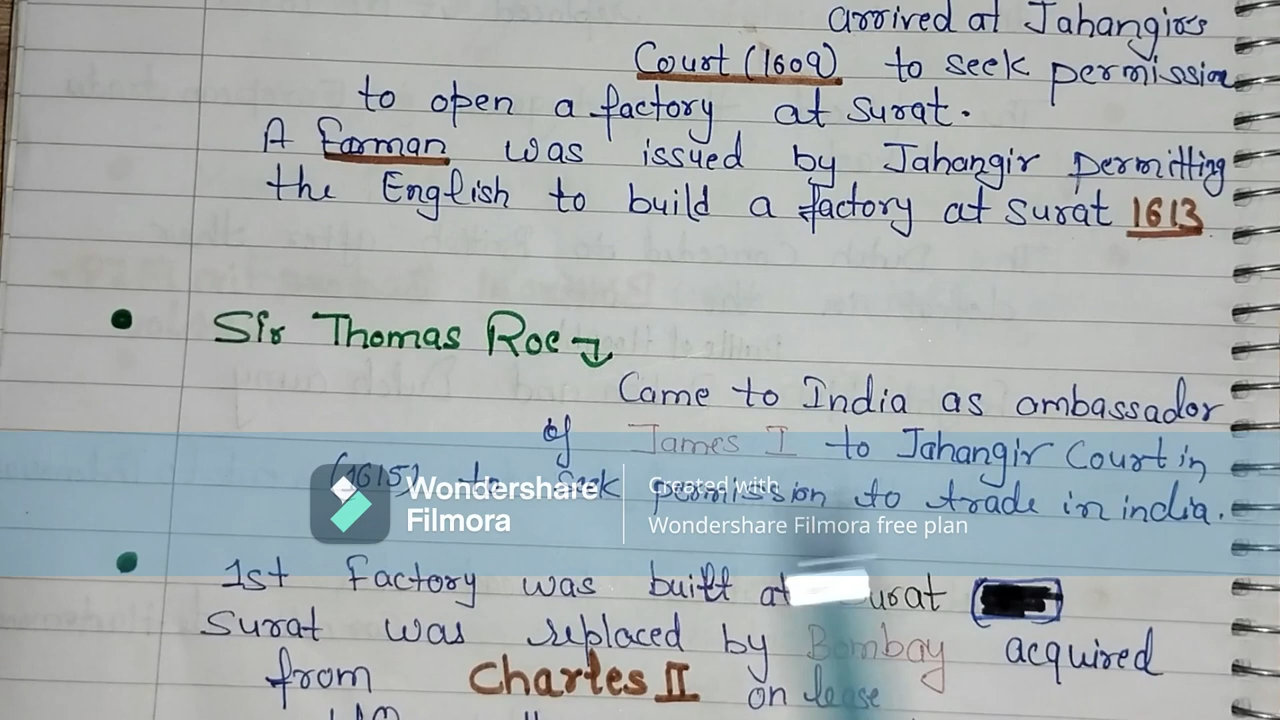 arrived at Jahangir's
Court (1609) to seek permission
to open a factory at Surat.
A Farman was issued by Jahangir permitting
the English to build a factory at Surat 1613
Sir Thomas Roe
Came to India as ambassador
of James I to Jahangir Court in
(1615) to Seek permission to trade in india.
Wondershare
Filmora
Created with
Wondershare Filmora free plan
1st Factory was built at urat
Surat was replaced by Bombay acquired
from Charles II on lease